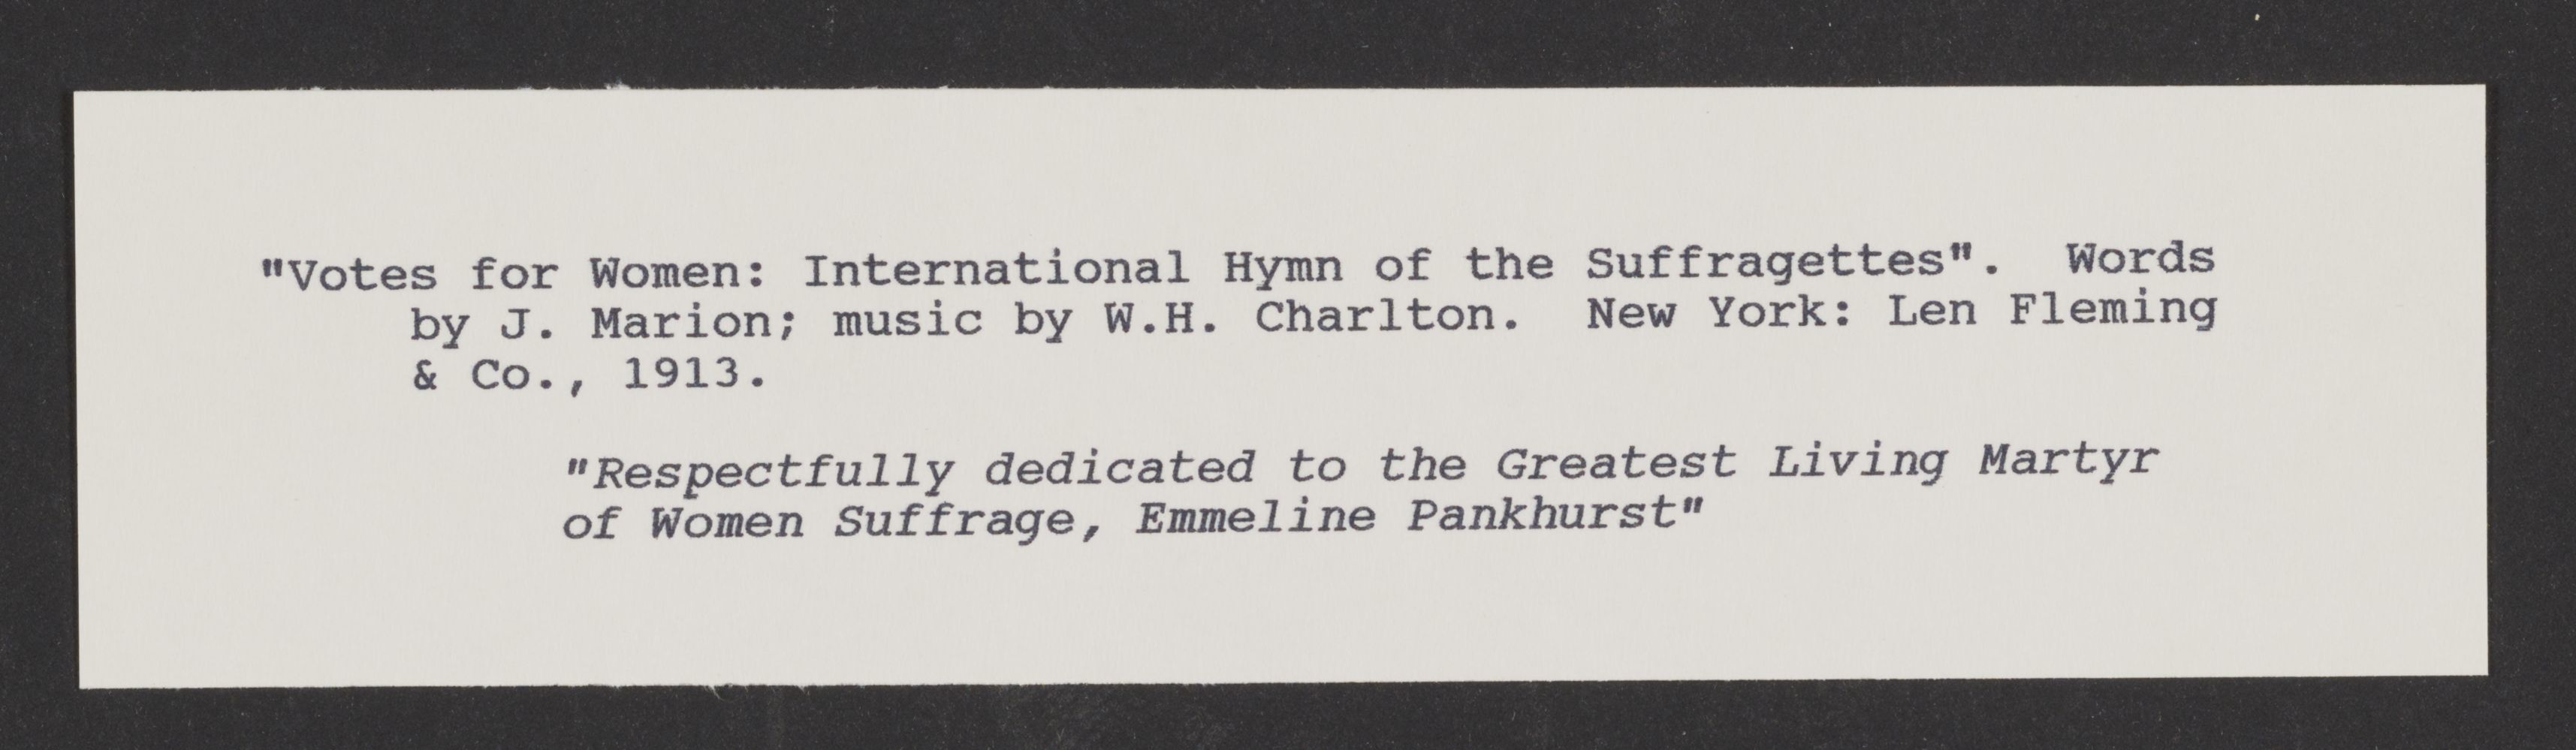 "Votes for Women: International Hymn of the Suffragettes".  Words
by J. Marion; music by W.H. Charlton.  New York: Len Fleming
& Co., 1913.
"Respectfully dedicated to the Greatest Living Martyr
of Women Suffrage, Emmeline Pankhurst"